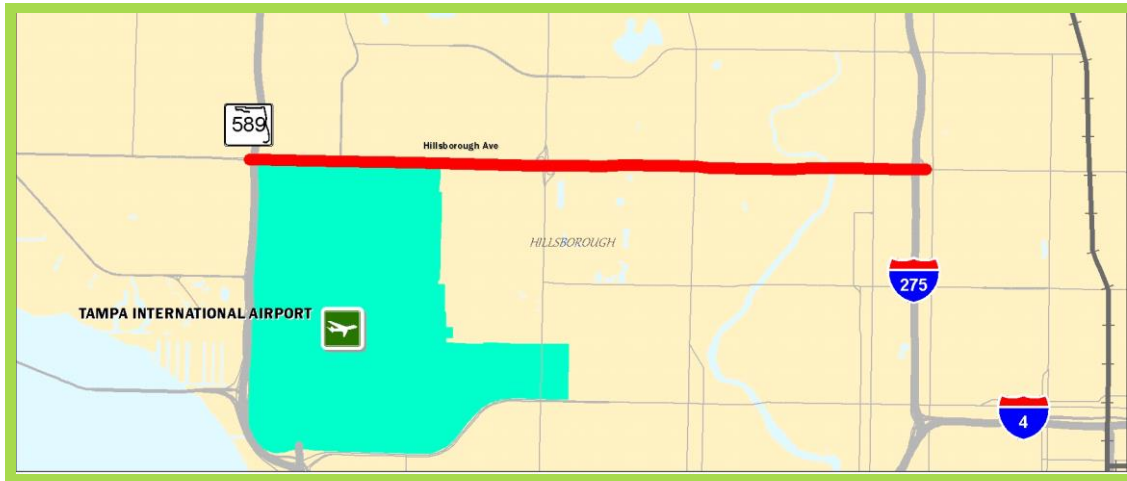 589
Hillsborough Ave
HILLSBOROUGH
275
TAMPA INTERNATIONAL AIRPORT
4